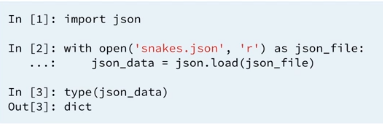 In [1]: import json
In [2]: with open('snakes.json', 'r') as json_file:
   ...:     json_data = json.load(json_file)
In [3]: type(json_data)
Out[3]: dict